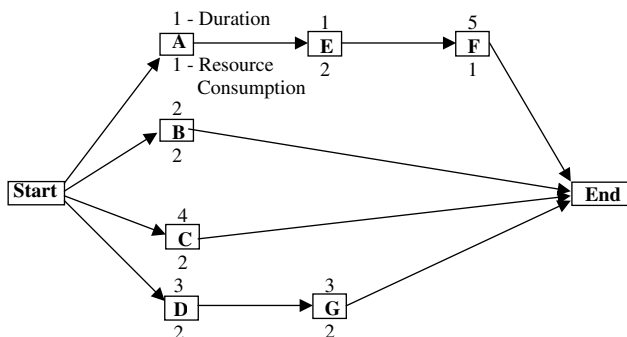 1 - Duration
A
1 - Resource
Consumption
1
E
2
5
F
1
2
B
2
Start
End
4
C
2
3
D
2
3
G
2